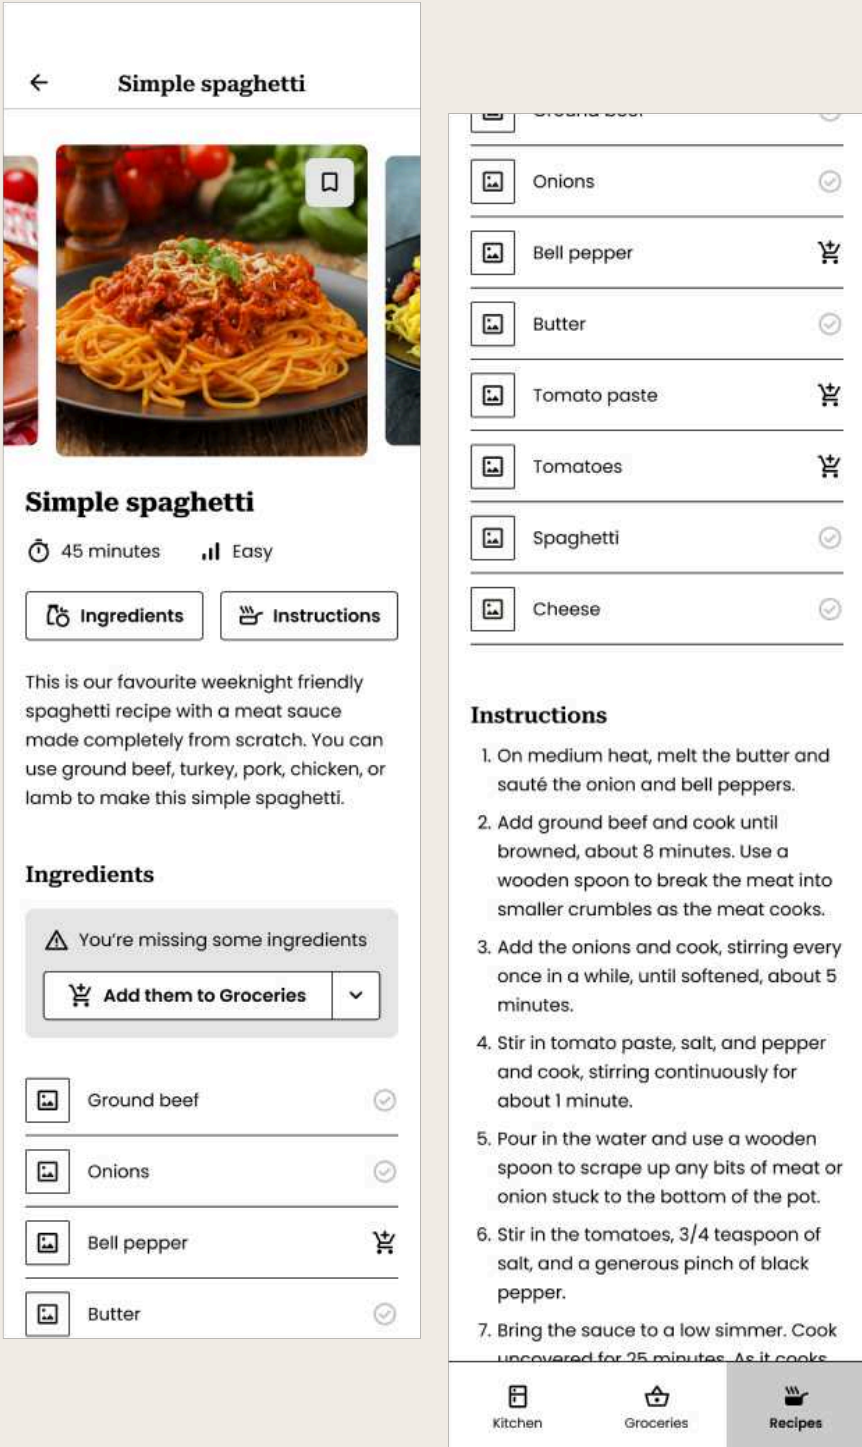 Simple spaghetti
Simple spaghetti
45 minutes
Easy
Ingredients
Instructions
This is our favourite weeknight friendly
spaghetti recipe with a meat sauce
made completely from scratch. You can
use ground beef, turkey, pork, chicken, or
lamb to make this simple spaghetti.
Ingredients
You're missing some ingredients
Add them to Groceries
Ground beef
Onions
Bell pepper
Butter
Ground beef
Onions
Bell pepper
Butter
Tomato paste
Tomatoes
Spaghetti
Cheese
Instructions
1. On medium heat, melt the butter and
sauté the onion and bell peppers.
2. Add ground beef and cook until
browned, about 8 minutes. Use a
wooden spoon to break the meat into
smaller crumbles as the meat cooks.
3. Add the onions and cook, stirring every
once in a while, until softened, about 5
minutes.
4. Stir in tomato paste, salt, and pepper
and cook, stirring continuously for
about 1 minute.
5. Pour in the water and use a wooden
spoon to scrape up any bits of meat or
onion stuck to the bottom of the pot.
6. Stir in the tomatoes, 3/4 teaspoon of
salt, and a generous pinch of black
pepper.
7. Bring the sauce to a low simmer. Cook
uncovered for 25 minutes. As it cooks,
Kitchen
Groceries
Recipes